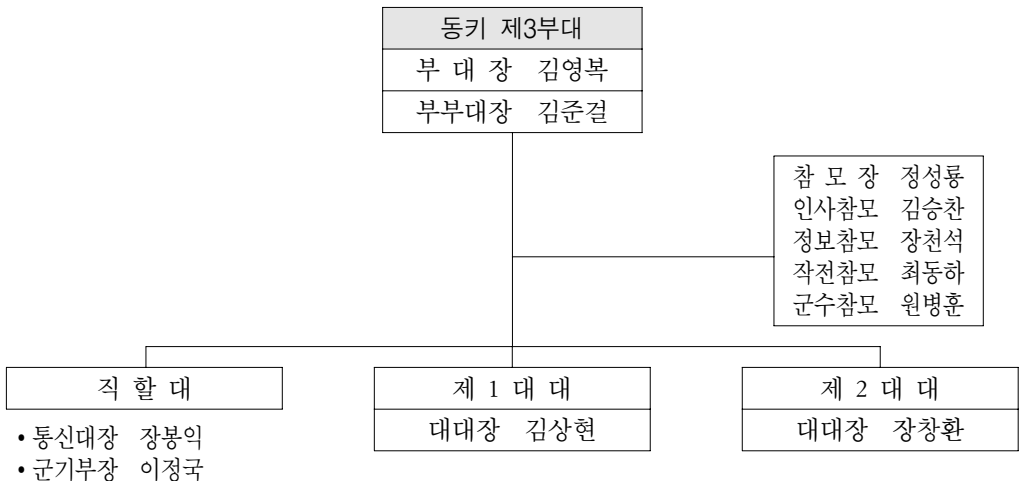 동키 제3부대
부 대 장 김영복
부부대장 김준걸
참 모 장 정성룡
인사참모 김승찬
정보참모 장천석
작전참모 최동하
군수참모 원병훈
직 할 대
• 통신대장 장봉익
• 군기부장 이정국
제 1 대 대
대대장 김상현
제 2 대 대
대대장 장창환